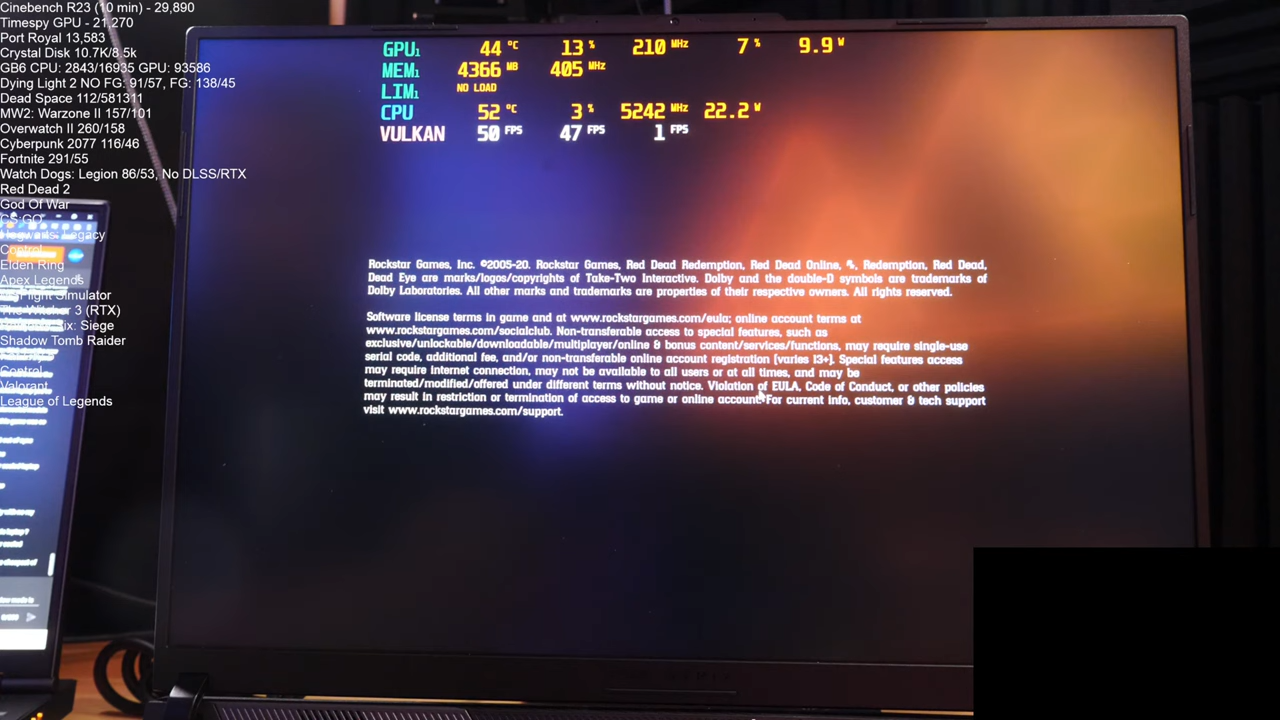 Cinebench R23 (10 min) - 29,890
Timespy GPU - 21,270
Port Royal 13,583
Crystal Disk 10.7K/8.5k
GB6 CPU: 2843/16935 GPU: 93586
Dying Light 2 NO FG: 91/57, FG: 138/45
Dead Space 112/581311
MW2: Warzone II 157/101
Overwatch II 260/158
Cyberpunk 2077 116/46
Fortnite 291/55
Watch Dogs: Legion 86/53, No DLSS/RTX
Red Dead 2
God Of War
CS:GO
Hogwarts: Legacy
Control
Elden Ring
Apex Legends
Flight Simulator
The Witcher 3 (RTX)
Siege
Shadow Tomb Raider
Control
Valorant
League of Legends
GPU1 44 °C 13 % 210 MHz 7 % 9.9 W
MEM1 4366 MB 405 MHz
LIM1 NO LOAD
CPU 52 °C 3 % 5242 MHz 22.2 W
VULKAN 50 FPS 47 FPS 1 FPS
Rockstar Games, Inc. ©2005-20. Rockstar Games, Red Dead Redemption, Red Dead Online, Redemption, Red Dead,
Dead Eye are marks/logos/copyrights of Take-Two Interactive. Dolby and the double-D symbols are trademarks of
Dolby Laboratories. All other marks and trademarks are properties of their respective owners. All rights reserved.
Software license terms in game and at www.rockstargames.com/eula; online account terms at
www.rockstargames.com/socialclub. Non-transferable access to special features, such as
exclusive/unlockable/downloadable/multiplayer/online & bonus content/services/functions, may require single-use
serial code, additional fee, and/or non-transferable online account registration (varies 13+). Special features access
may require internet connection, may not be available to all users or at all times, and may be
terminated/modified/offered under different terms without notice. Violation of EULA, Code of Conduct, or other policies
may result in restriction or termination of access to game or online account. For current info, customer & tech support
visit www.rockstargames.com/support.